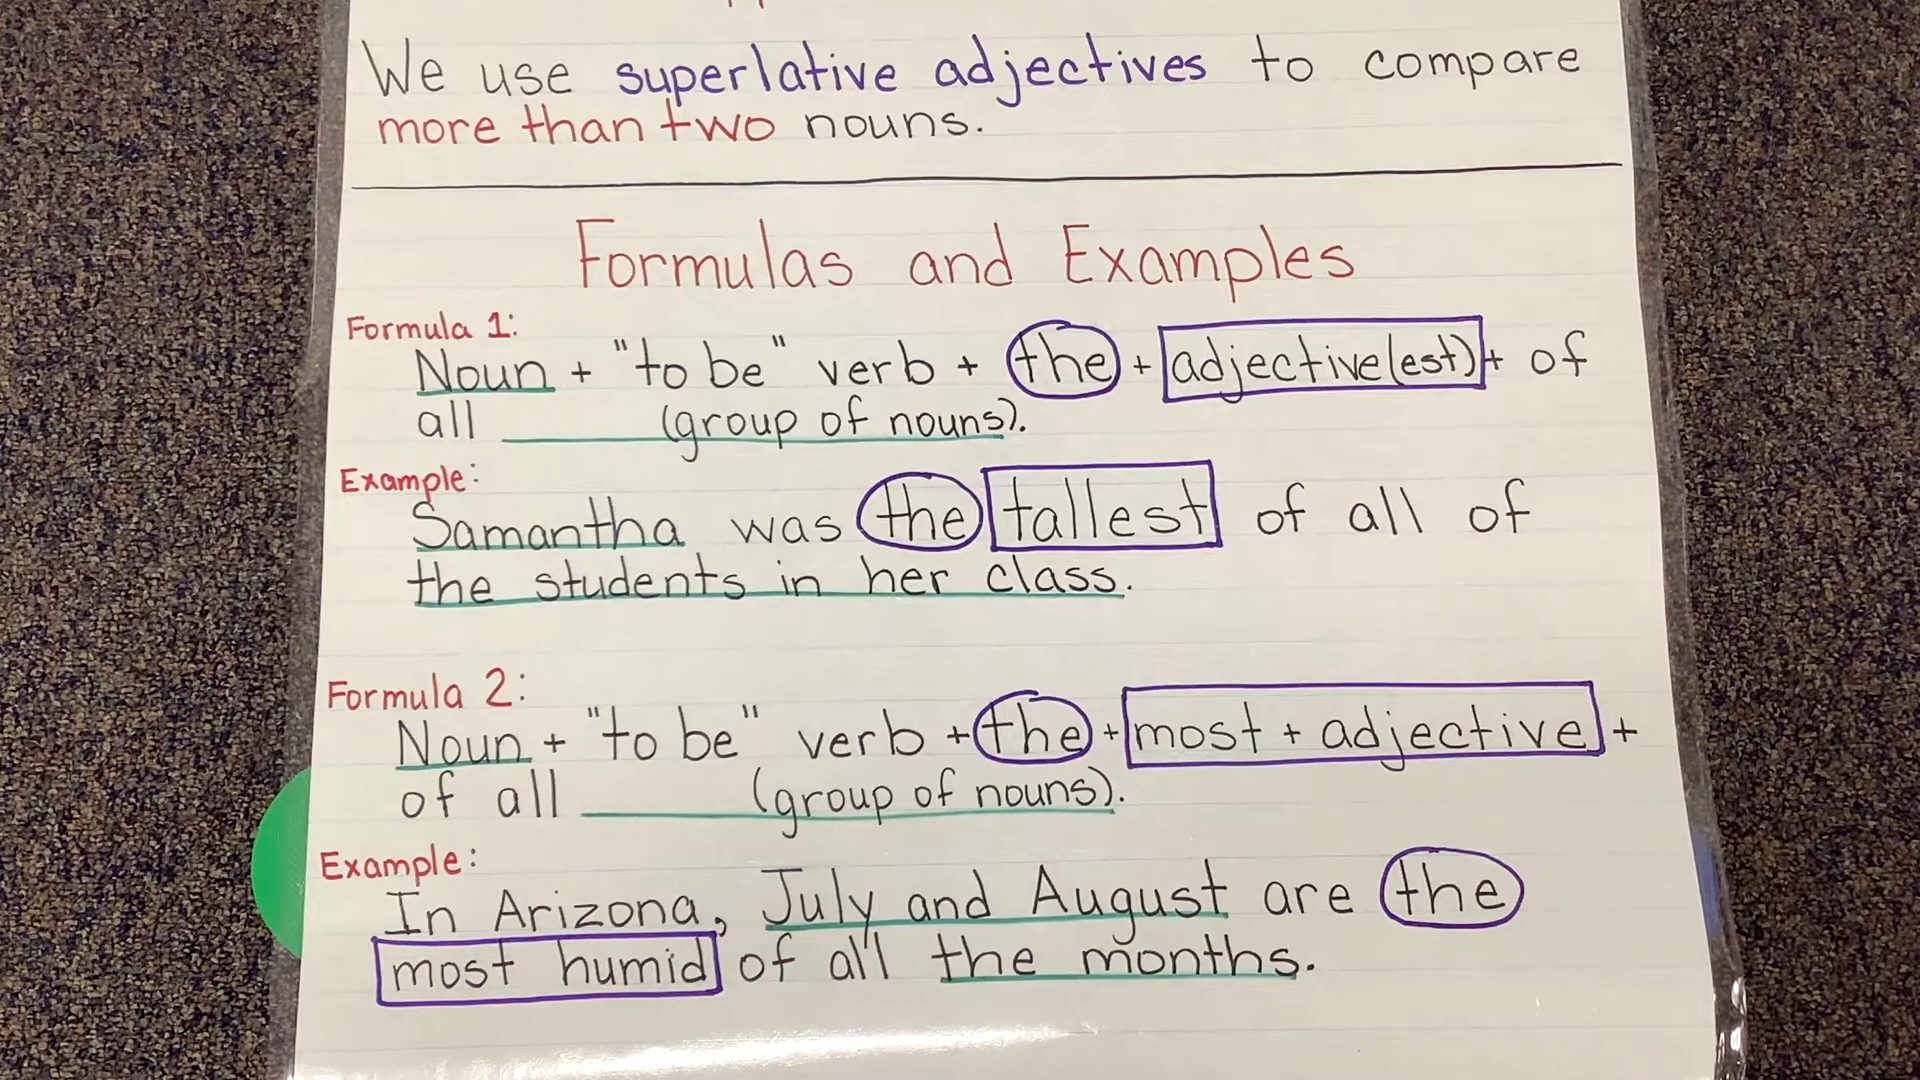 We use superlative adjectives to compare
more than two nouns.
Formulas and Examples
Formula 1:
Noun + "to be" verb + the + adjective(est) + of
all ______ (group of nouns).
Example:
Samantha was the tallest of all of
the students in her class.
Formula 2:
Noun + "to be" verb + the + most + adjective +
of all ______ (group of nouns).
Example:
In Arizona, July and August are the
most humid of all the months.